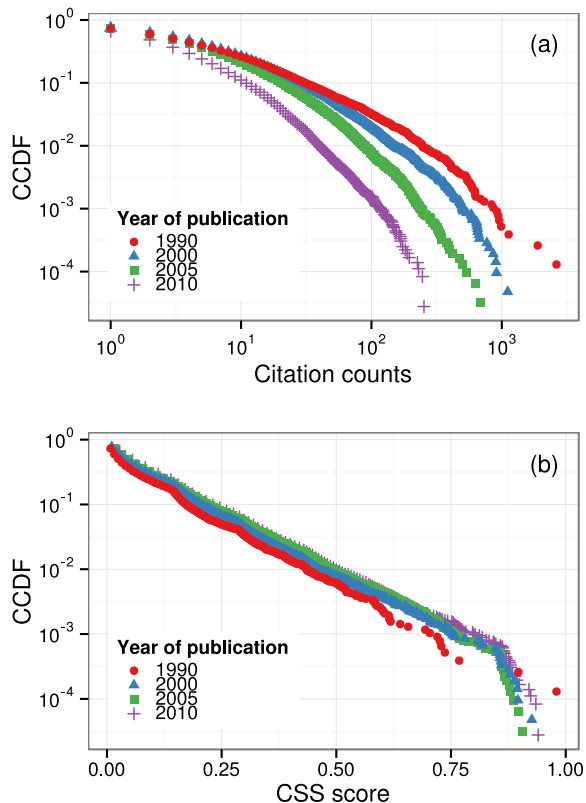 (a)
CCDF
10⁰
10⁻¹
10⁻²
10⁻³
10⁻⁴
Year of publication
1990
2000
2005
2010
10⁰ 10¹ 10² 10³
Citation counts
(b)
CCDF
10⁰
10⁻¹
10⁻²
10⁻³
10⁻⁴
Year of publication
1990
2000
2005
2010
0.00 0.25 0.50 0.75 1.00
CSS score